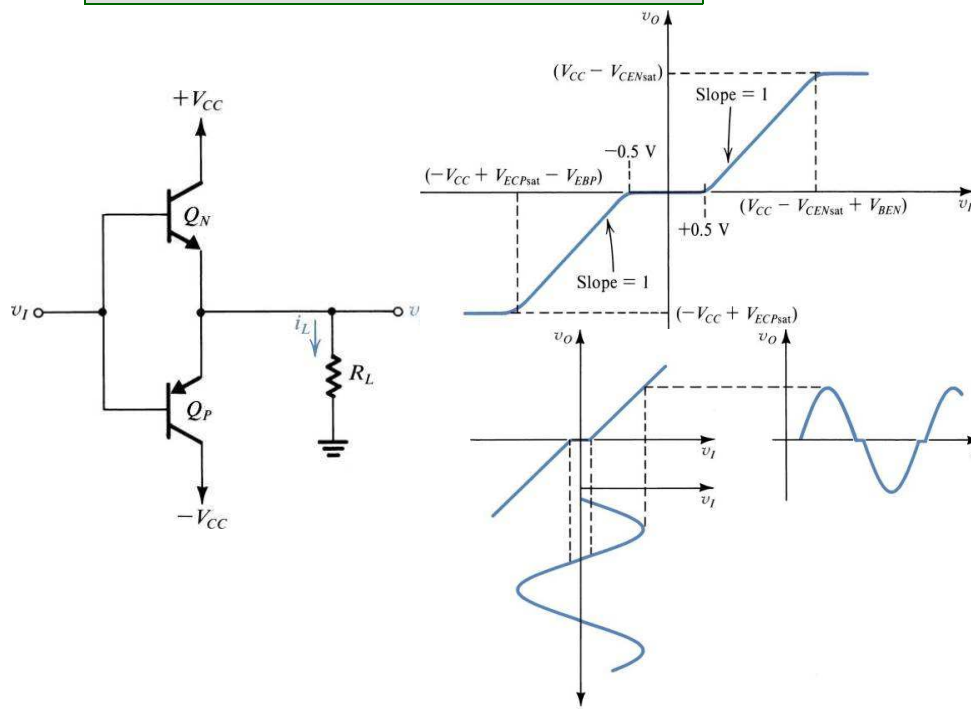 +V_CC
Q_N
v_I
v
i_L
R_L
Q_P
−V_CC
v_O
(V_CC − V_CENsat)
Slope = 1
−0.5 V
(−V_CC + V_ECPsat − V_EBP)
+0.5 V
(V_CC − V_CENsat + V_BEN)
v_I
Slope = 1
(−V_CC + V_ECPsat)
v_O
v_I
v_I
v_O